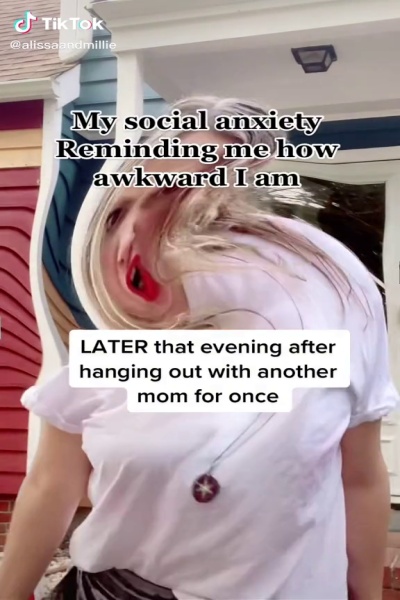 TikTok
@alissaandmillie
My social anxiety
Reminding me how
awkward I am
LATER that evening after
hanging out with another
mom for once